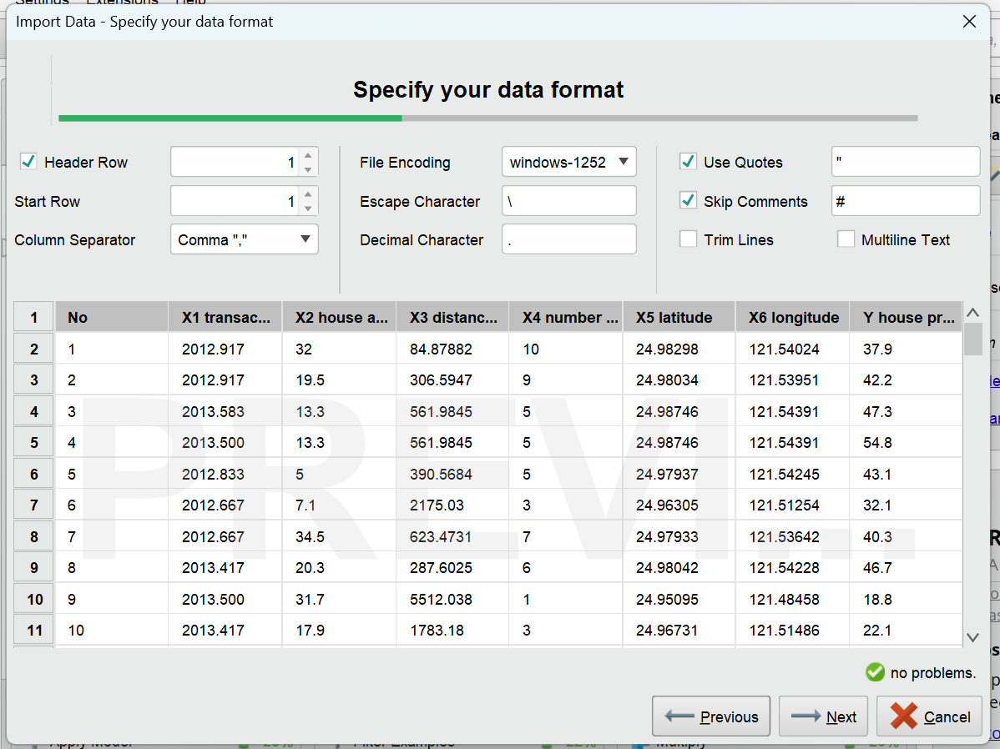 Settings Extensions Help
Import Data - Specify your data format
Specify your data format
Header Row 1 File Encoding windows-1252 Use Quotes "
Start Row 1 Escape Character \ Skip Comments #
Column Separator Comma "," Decimal Character . Trim Lines Multiline Text
1 No X1 transac... X2 house a... X3 distanc... X4 number ... X5 latitude X6 longitude Y house pr...
2 1 2012.917 32 84.87882 10 24.98298 121.54024 37.9
3 2 2012.917 19.5 306.5947 9 24.98034 121.53951 42.2
4 3 2013.583 13.3 561.9845 5 24.98746 121.54391 47.3
5 4 2013.500 13.3 561.9845 5 24.98746 121.54391 54.8
6 5 2012.833 5 390.5684 5 24.97937 121.54245 43.1
7 6 2012.667 7.1 2175.03 3 24.96305 121.51254 32.1
8 7 2012.667 34.5 623.4731 7 24.97933 121.53642 40.3
9 8 2013.417 20.3 287.6025 6 24.98042 121.54228 46.7
10 9 2013.500 31.7 5512.038 1 24.95095 121.48458 18.8
11 10 2013.417 17.9 1783.18 3 24.96731 121.51486 22.1
PREVI...
no problems.
Previous Next Cancel
Apply Model Filter Examples 22% Multiply